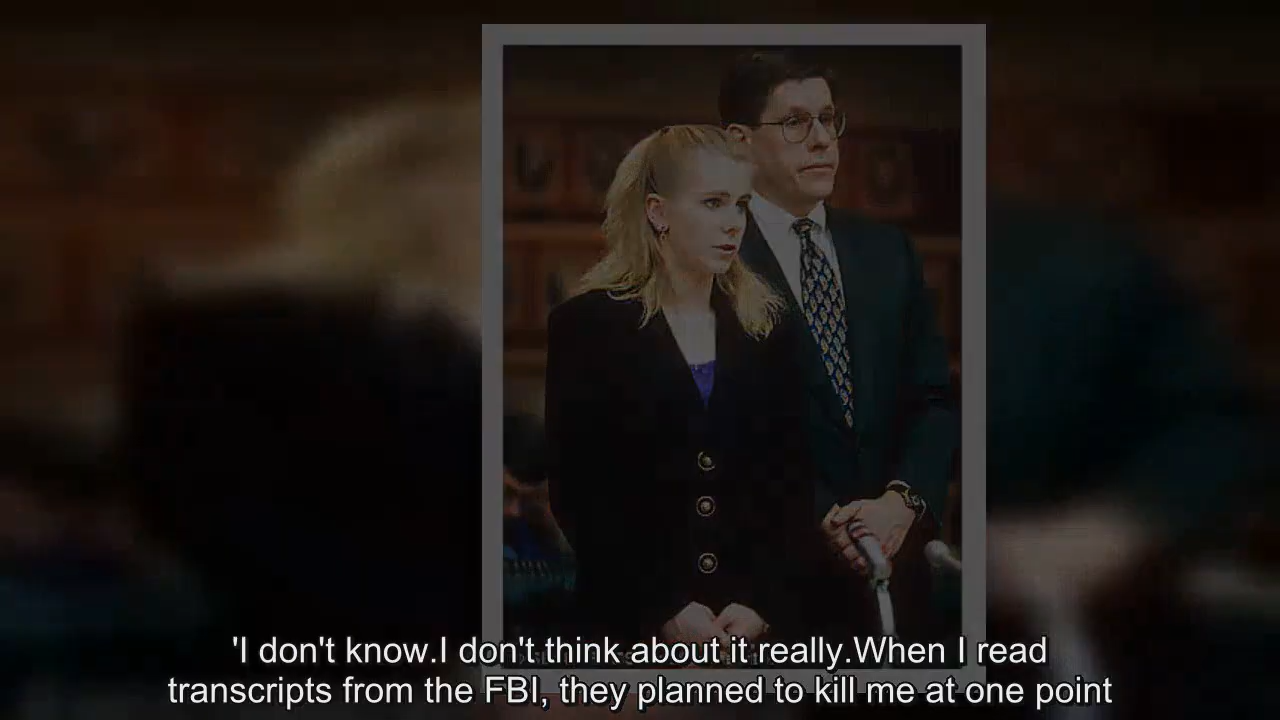 'I don't know.I don't think about it really.When I read
transcripts from the FBI, they planned to kill me at one point